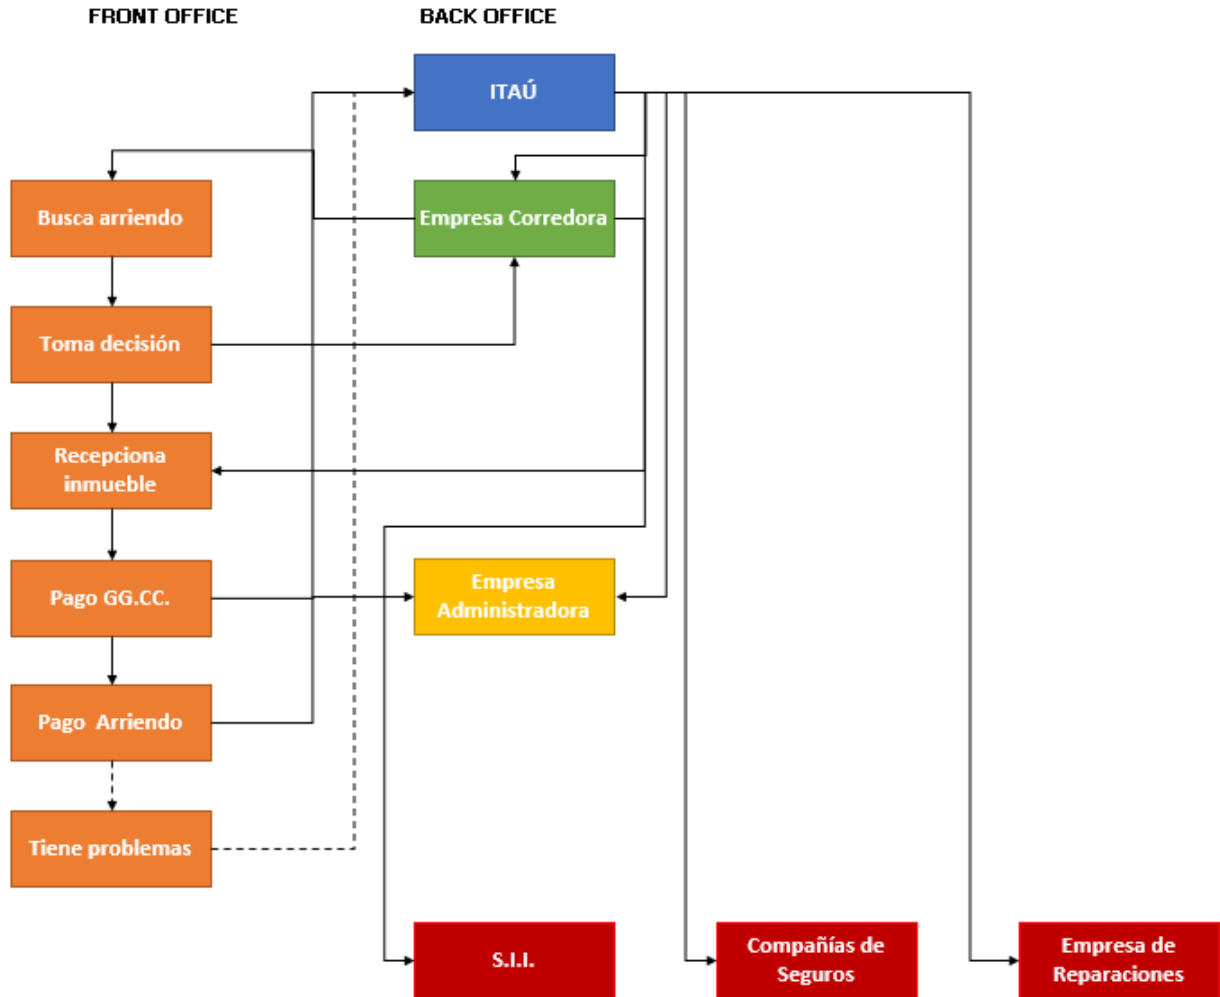 FRONT OFFICE
BACK OFFICE
ITAÚ
Busca arriendo
Empresa Corredora
Toma decisión
Recepciona
inmueble
Pago GG.CC.
Empresa
Administradora
Pago Arriendo
Tiene problemas
S.I.I.
Compañías de
Seguros
Empresa de
Reparaciones